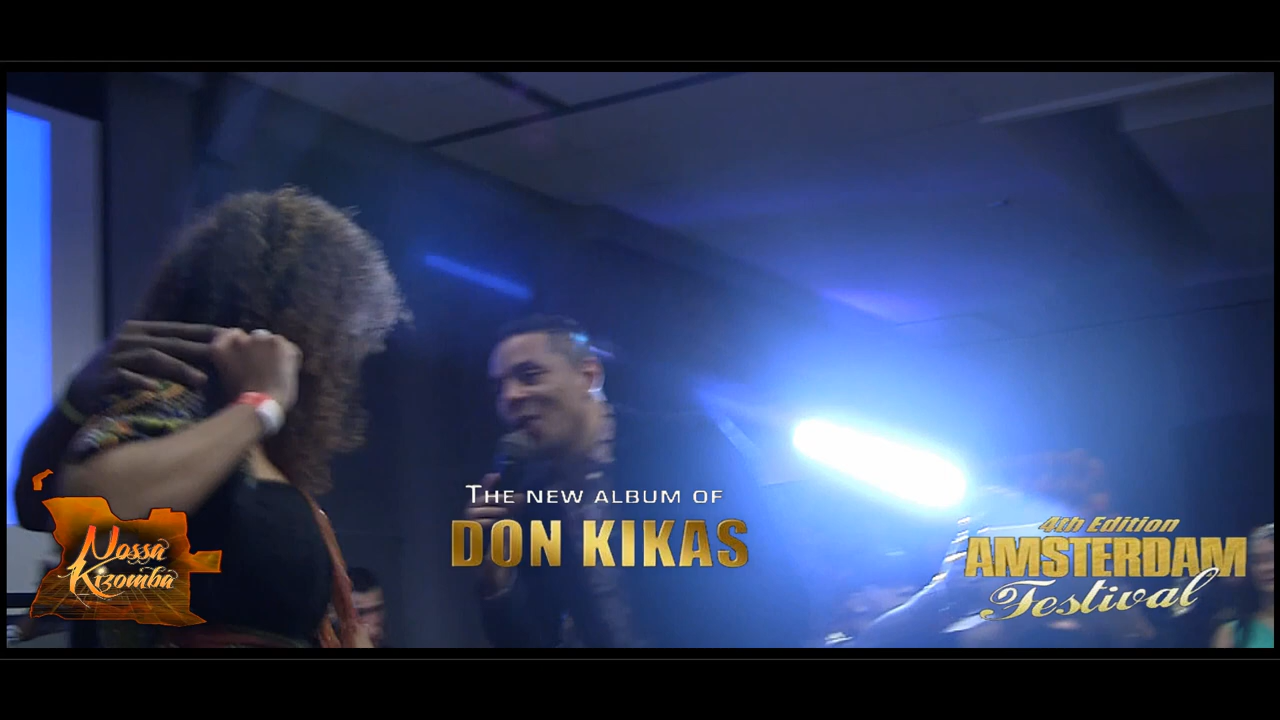 THE NEW ALBUM OF
DON KIKAS
Nossa
Kizomba
4th Edition
AMSTERDAM
Festival